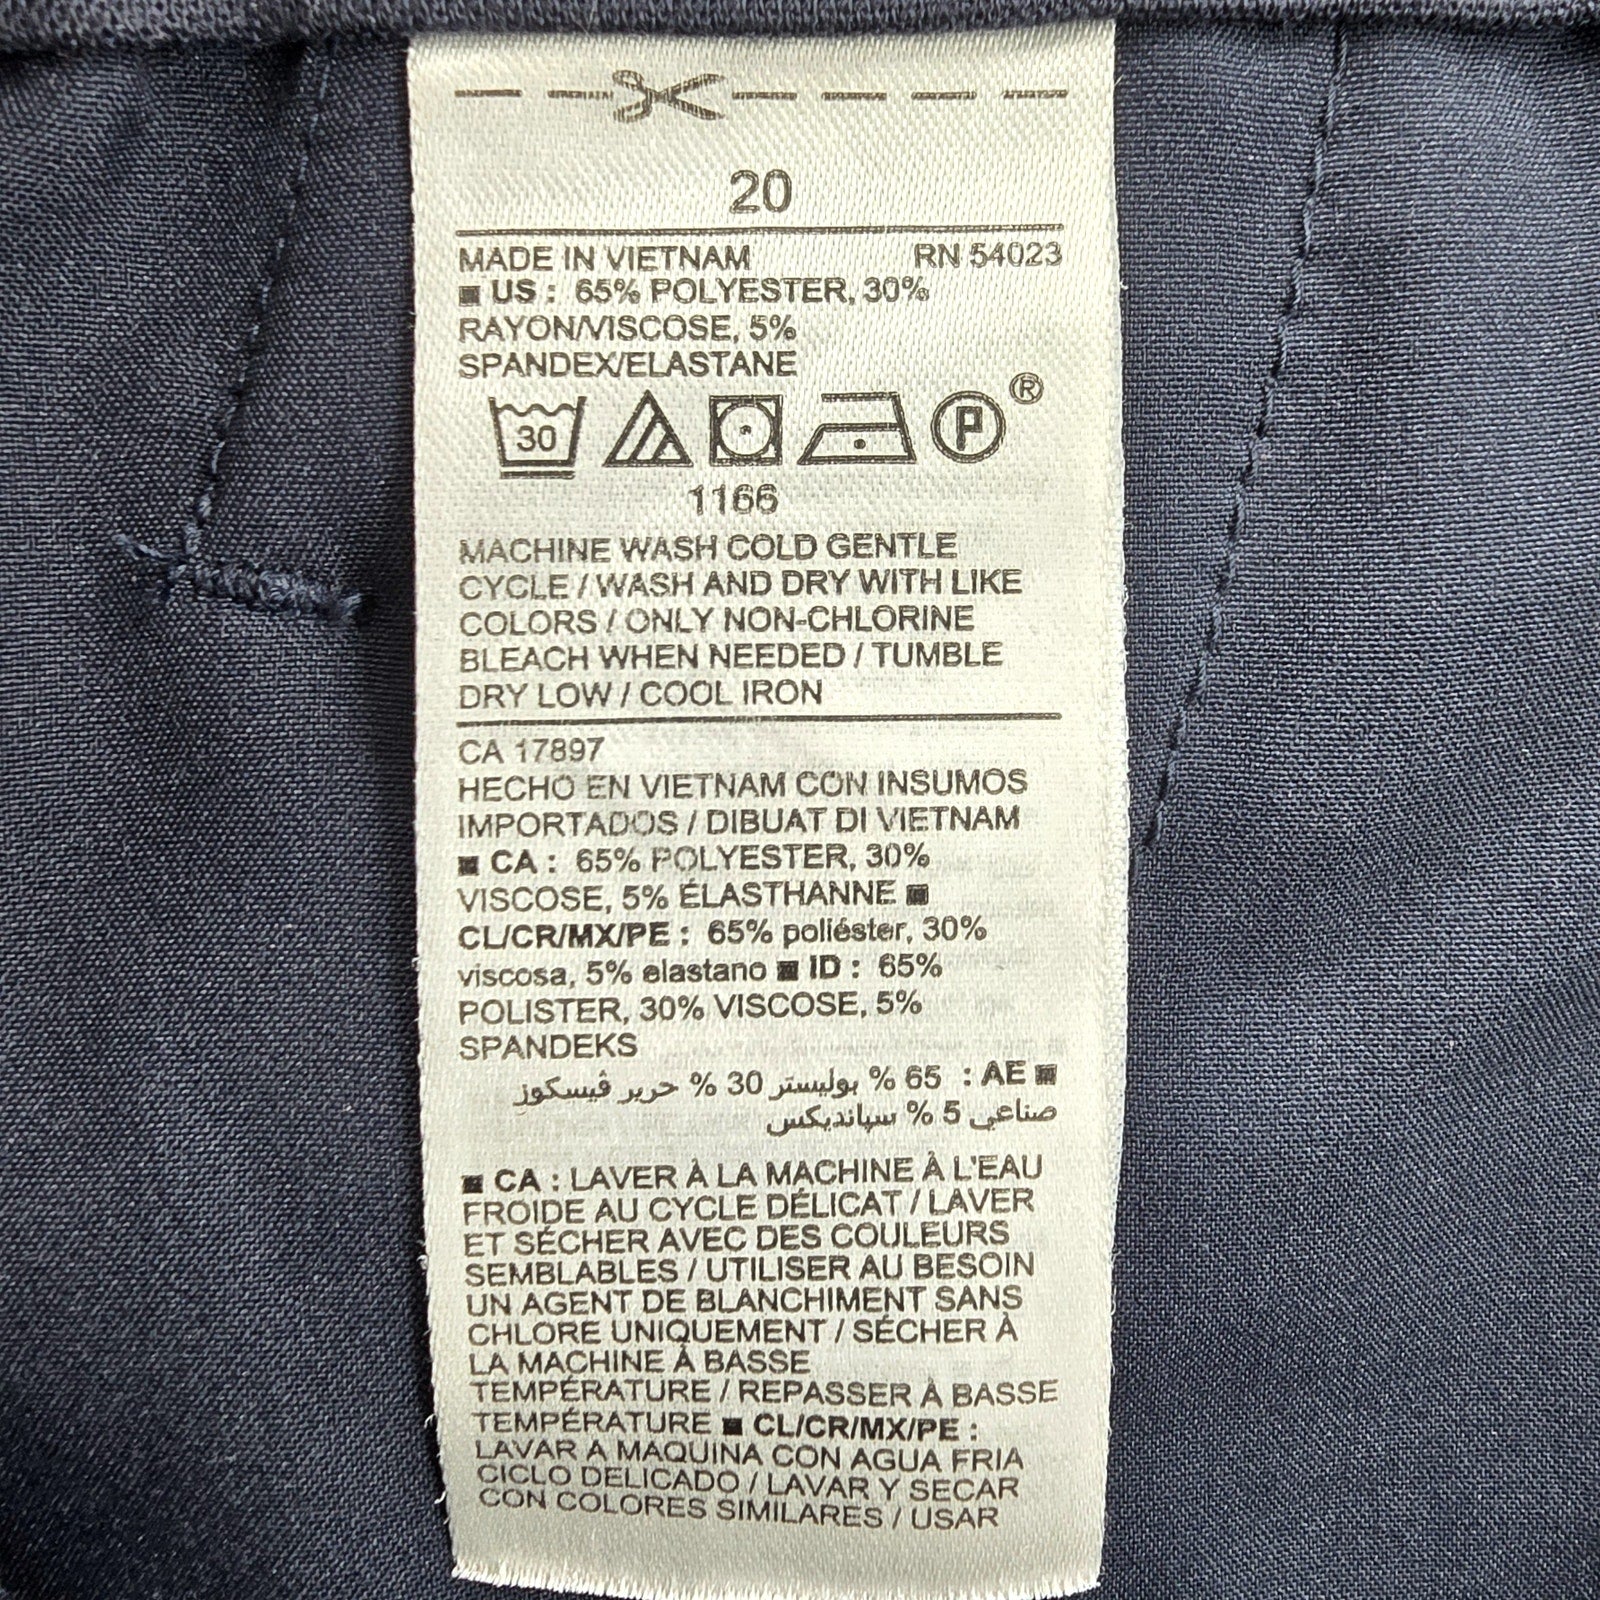 20
MADE IN VIETNAM RN 54023
■ US : 65% POLYESTER, 30%
RAYON/VISCOSE, 5%
SPANDEX/ELASTANE
30 P ®
1166
MACHINE WASH COLD GENTLE
CYCLE / WASH AND DRY WITH LIKE
COLORS / ONLY NON-CHLORINE
BLEACH WHEN NEEDED / TUMBLE
DRY LOW / COOL IRON
CA 17897
HECHO EN VIETNAM CON INSUMOS
IMPORTADOS / DIBUAT DI VIETNAM
■ CA : 65% POLYESTER, 30%
VISCOSE, 5% ÉLASTHANNE ■
CL/CR/MX/PE : 65% poliéster, 30%
viscosa, 5% elastano ■ ID : 65%
POLISTER, 30% VISCOSE, 5%
SPANDEKS
■ AE : 65 % بوليستر 30 % حرير ڤيسكوز
صناعي 5 % سپانديكس
■ CA : LAVER À LA MACHINE À L'EAU
FROIDE AU CYCLE DÉLICAT / LAVER
ET SÉCHER AVEC DES COULEURS
SEMBLABLES / UTILISER AU BESOIN
UN AGENT DE BLANCHIMENT SANS
CHLORE UNIQUEMENT / SÉCHER À
LA MACHINE À BASSE
TEMPÉRATURE / REPASSER À BASSE
TEMPÉRATURE ■ CL/CR/MX/PE :
LAVAR A MAQUINA CON AGUA FRIA
CICLO DELICADO / LAVAR Y SECAR
CON COLORES SIMILARES / USAR